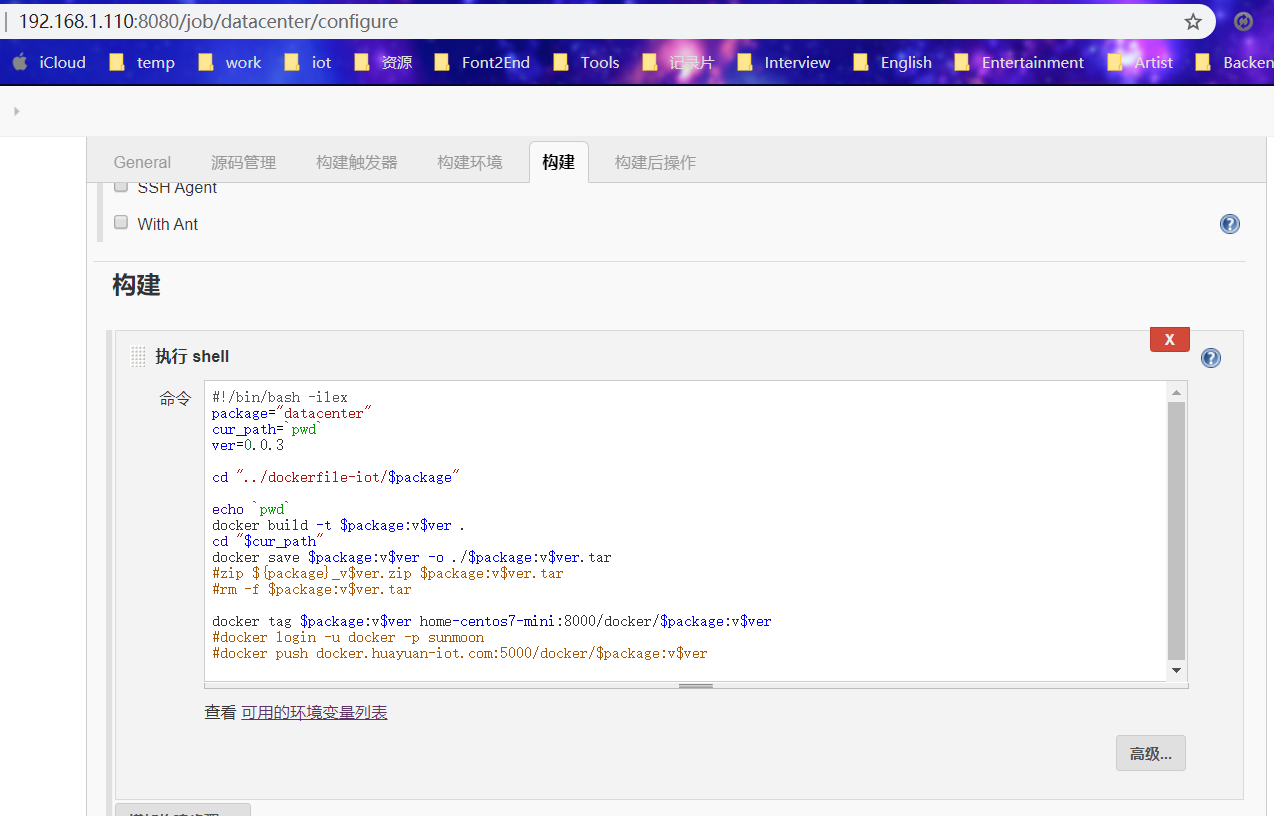 192.168.1.110:8080/job/datacenter/configure
iCloud temp work iot 资源 Font2End Tools 记录片 Interview English Entertainment Artist Backen
General 源码管理 构建触发器 构建环境 构建 构建后操作
SSH Agent
With Ant
构建
X
执行 shell
命令
#!/bin/bash -ilex
package="datacenter"
cur_path=`pwd`
ver=0.0.3
cd "../dockerfile-iot/$package"
echo `pwd`
docker build -t $package:v$ver .
cd "$cur_path"
docker save $package:v$ver -o ./$package:v$ver.tar
#zip ${package}_v$ver.zip $package:v$ver.tar
#rm -f $package:v$ver.tar
docker tag $package:v$ver home-centos7-mini:8000/docker/$package:v$ver
#docker login -u docker -p sunmoon
#docker push docker.huayuan-iot.com:5000/docker/$package:v$ver
查看 可用的环境变量列表
高级...